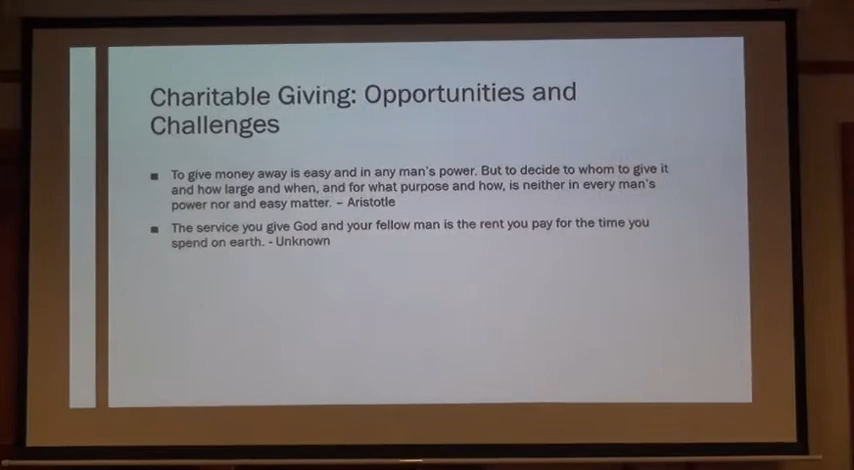 Charitable Giving: Opportunities and
Challenges
■ To give money away is easy and in any man's power. But to decide to whom to give it
and how large and when, and for what purpose and how, is neither in every man's
power nor and easy matter. – Aristotle
■ The service you give God and your fellow man is the rent you pay for the time you
spend on earth. - Unknown